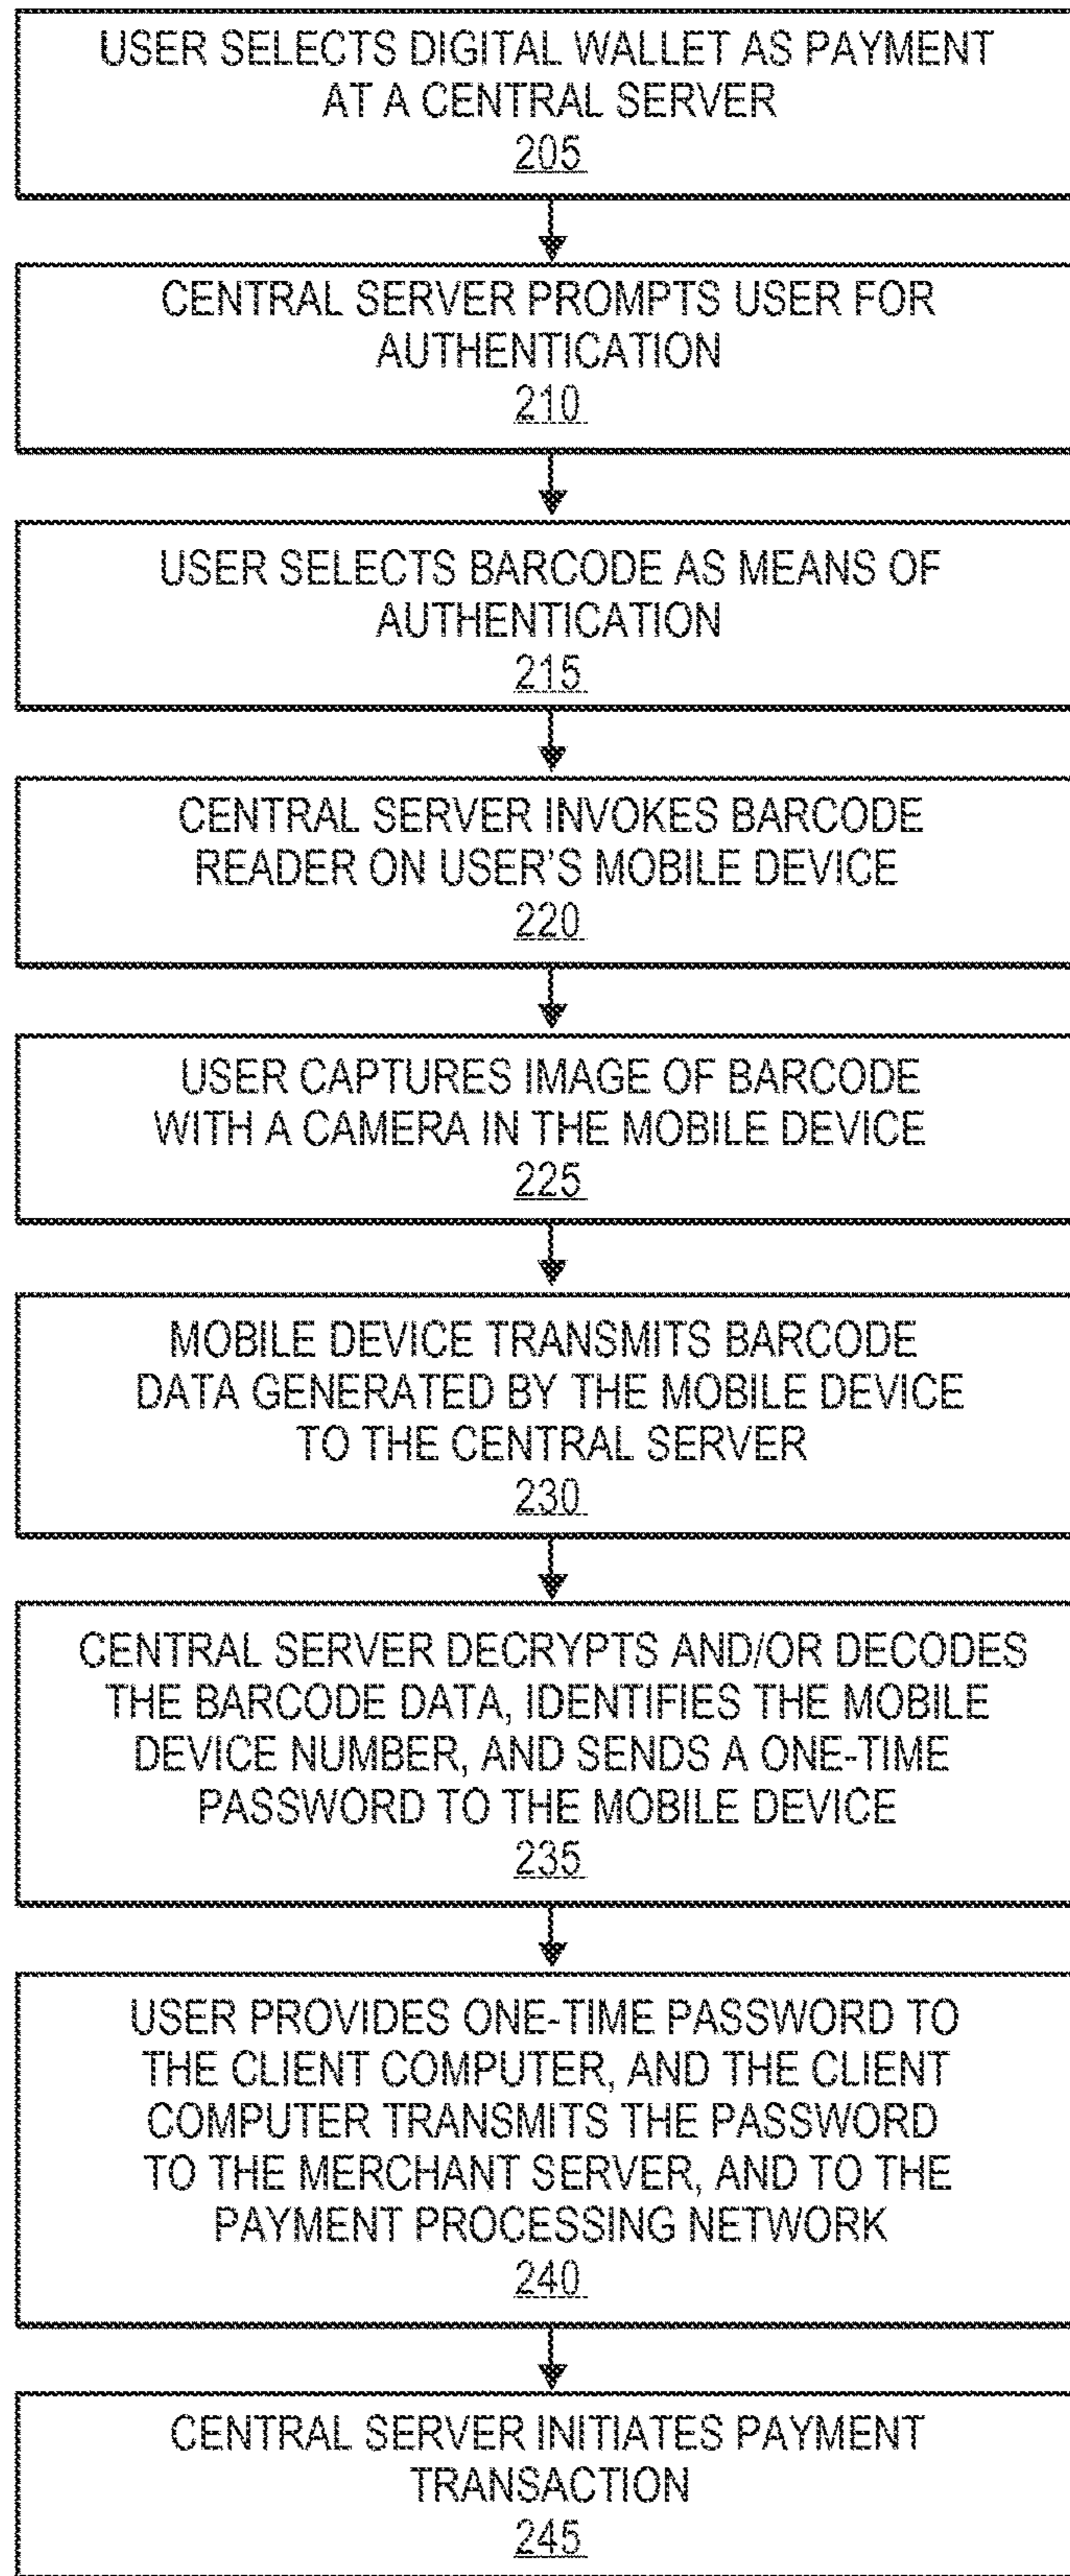 USER SELECTS DIGITAL WALLET AS PAYMENT
AT A CENTRAL SERVER
205
CENTRAL SERVER PROMPTS USER FOR
AUTHENTICATION
210
USER SELECTS BARCODE AS MEANS OF
AUTHENTICATION
215
CENTRAL SERVER INVOKES BARCODE
READER ON USER'S MOBILE DEVICE
220
USER CAPTURES IMAGE OF BARCODE
WITH A CAMERA IN THE MOBILE DEVICE
225
MOBILE DEVICE TRANSMITS BARCODE
DATA GENERATED BY THE MOBILE DEVICE
TO THE CENTRAL SERVER
230
CENTRAL SERVER DECRYPTS AND/OR DECODES
THE BARCODE DATA, IDENTIFIES THE MOBILE
DEVICE NUMBER, AND SENDS A ONE-TIME
PASSWORD TO THE MOBILE DEVICE
235
USER PROVIDES ONE-TIME PASSWORD TO
THE CLIENT COMPUTER, AND THE CLIENT
COMPUTER TRANSMITS THE PASSWORD
TO THE MERCHANT SERVER, AND TO THE
PAYMENT PROCESSING NETWORK
240
CENTRAL SERVER INITIATES PAYMENT
TRANSACTION
245